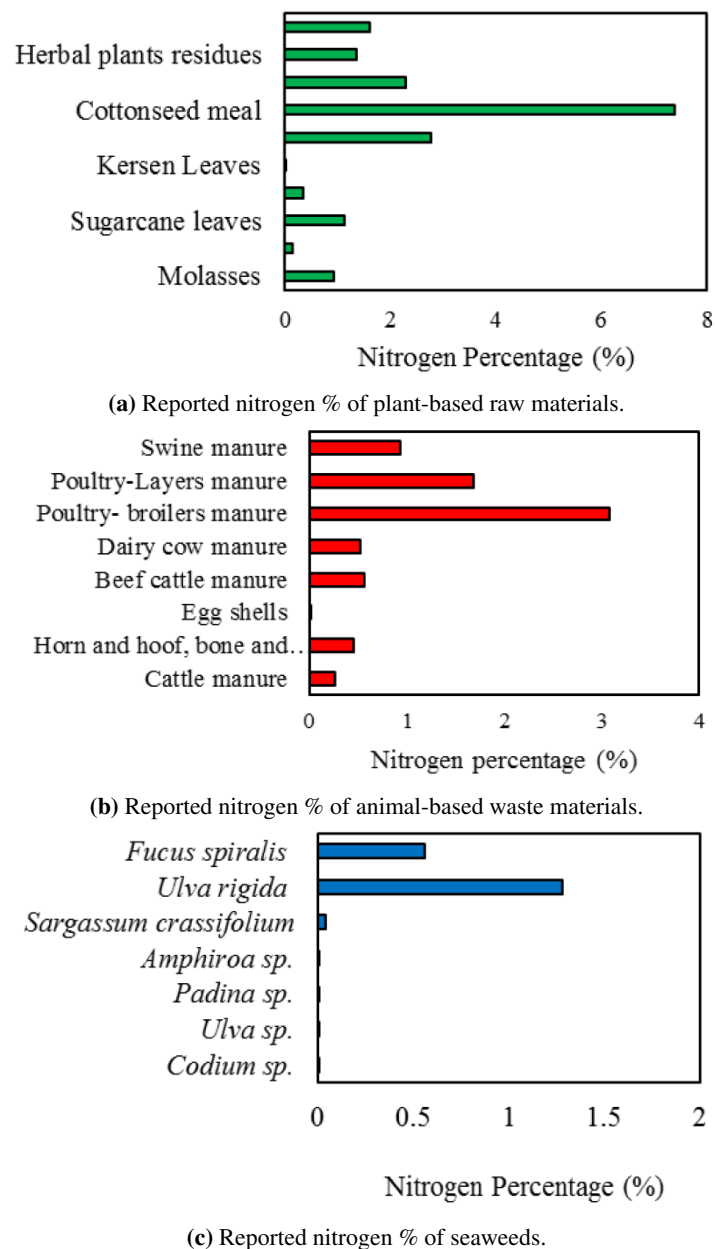 Herbal plants residues
Cottonseed meal
Kersen Leaves
Sugarcane leaves
Molasses
0 2 4 6 8
Nitrogen Percentage (%)
(a) Reported nitrogen % of plant-based raw materials.
Swine manure
Poultry-Layers manure
Poultry- broilers manure
Dairy cow manure
Beef cattle manure
Egg shells
Horn and hoof, bone and…
Cattle manure
0 1 2 3 4
Nitrogen percentage (%)
(b) Reported nitrogen % of animal-based waste materials.
Fucus spiralis
Ulva rigida
Sargassum crassifolium
Amphiroa sp.
Padina sp.
Ulva sp.
Codium sp.
0 0.5 1 1.5 2
Nitrogen Percentage (%)
(c) Reported nitrogen % of seaweeds.